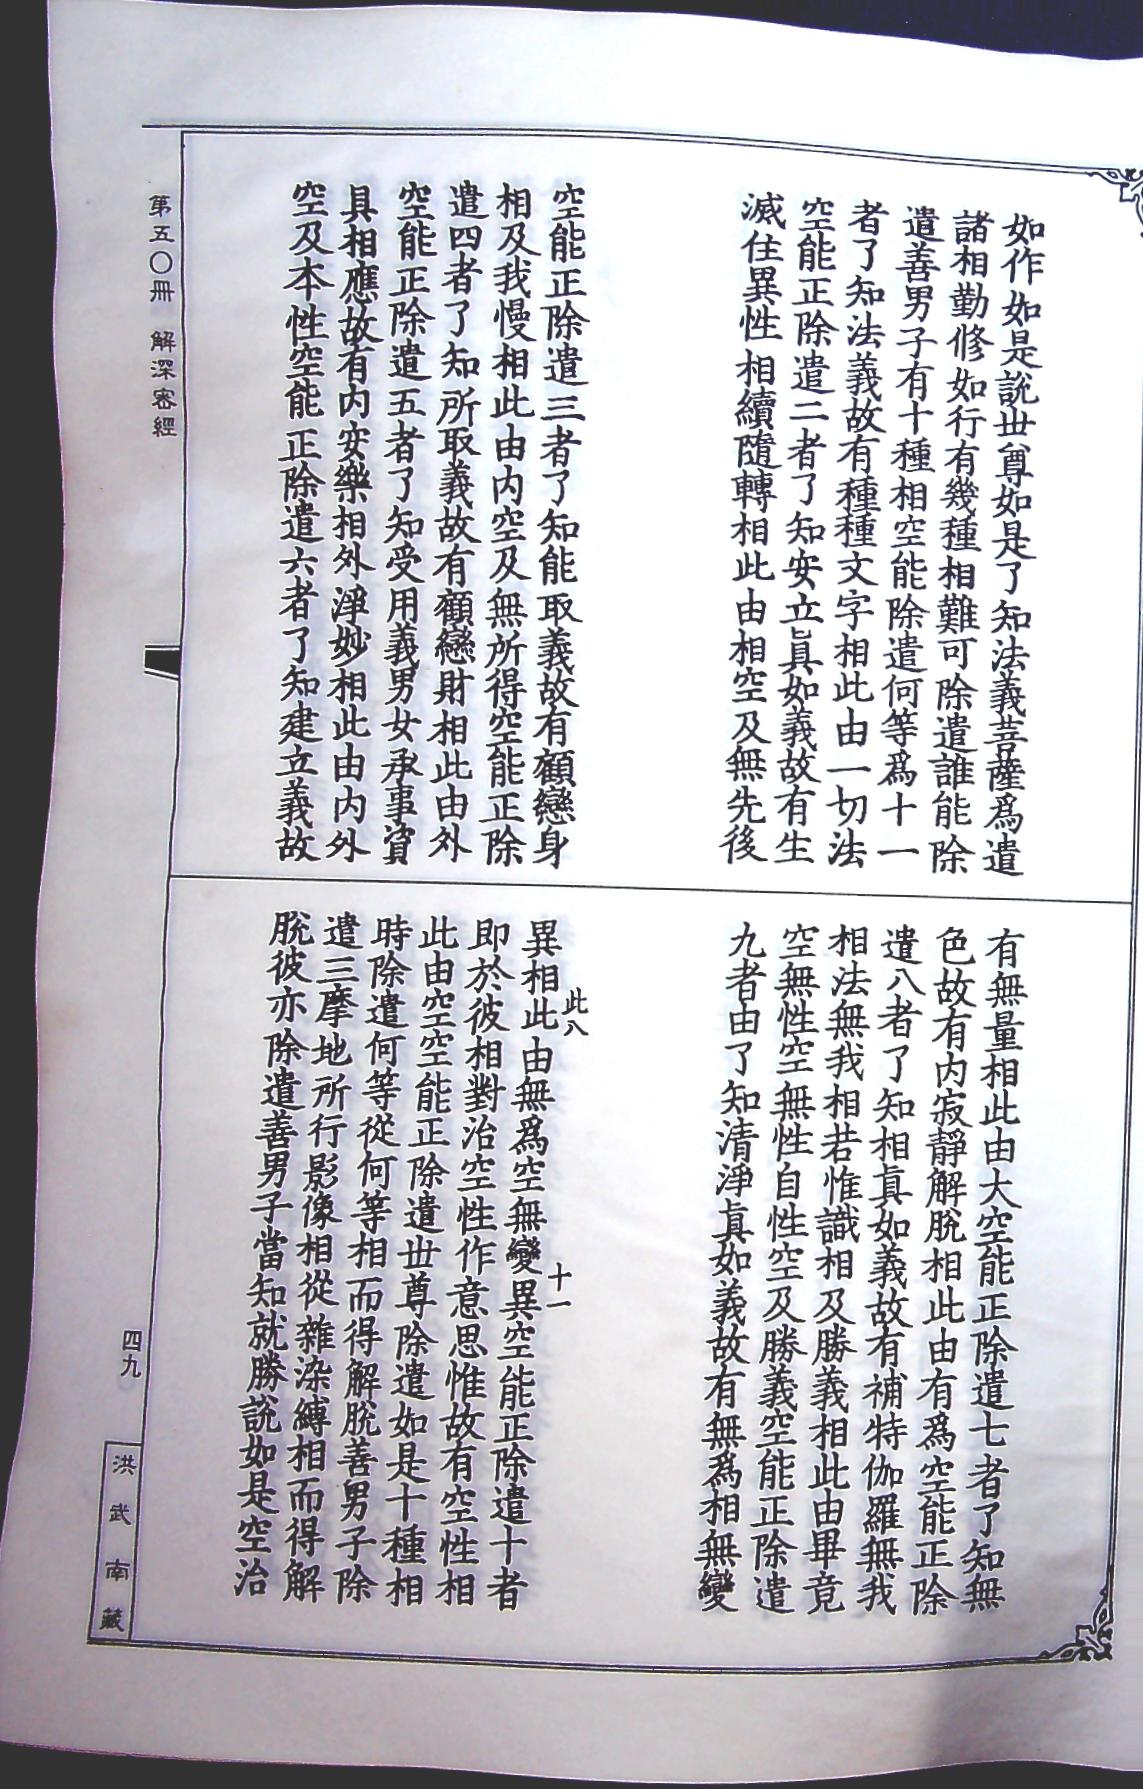 如作如是說世尊如是了知法義菩薩為遣
諸相勤修如行有幾種相難可除遣誰能除
遣善男子有十種相空能除遣何等為十一
者了知法義故有種種文字相此由一切法
空能正除遣二者了知安立真如義故有生
滅住異性相續隨轉相此由相空及無先後
空能正除遣三者了知能取義故有顧戀身
相及我慢相此由內空及無所得空能正除
遣四者了知所取義故有顧戀財相此由外
空能正除遣五者了知受用義男女承事資
具相應故有內安樂相外淨妙相此由內外
空及本性空能正除遣六者了知建立義故
有無量相此由大空能正除遣七者了知無
色故有內寂靜解脫相此由有為空能正除
遣八者了知相真如義故有補特伽羅無我
相法無我相若惟識相及勝義相此由畢竟
空無性空無性自性空及勝義空能正除遣
九者由了知清淨真如義故有無為相無變
此八
十一
異相此由無為空無變異空能正除遣十者
即於彼相對治空性作意思惟故有空性相
此由空空能正除遣世尊除遣如是十種相
時除遣何等從何等相而得解脫善男子除
遣三摩地所行影像相從雜染縛相而得解
脫彼亦除遣善男子當知就勝說如是空治
第五〇冊 解深密經
四九
洪武南藏